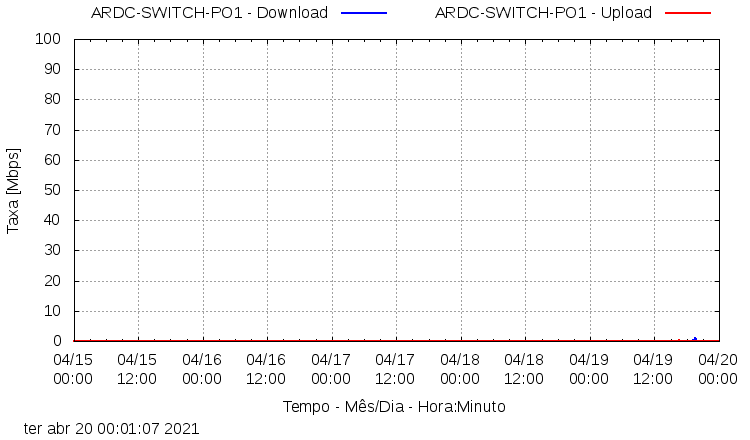 ARDC-SWITCH-PO1 - Download
ARDC-SWITCH-PO1 - Upload
100
90
80
70
60
50
40
30
20
10
0
Taxa [Mbps]
04/15 04/15 04/16 04/16 04/17 04/17 04/18 04/18 04/19 04/19 04/20
00:00 12:00 00:00 12:00 00:00 12:00 00:00 12:00 00:00 12:00 00:00
Tempo - Mês/Dia - Hora:Minuto
ter abr 20 00:01:07 2021